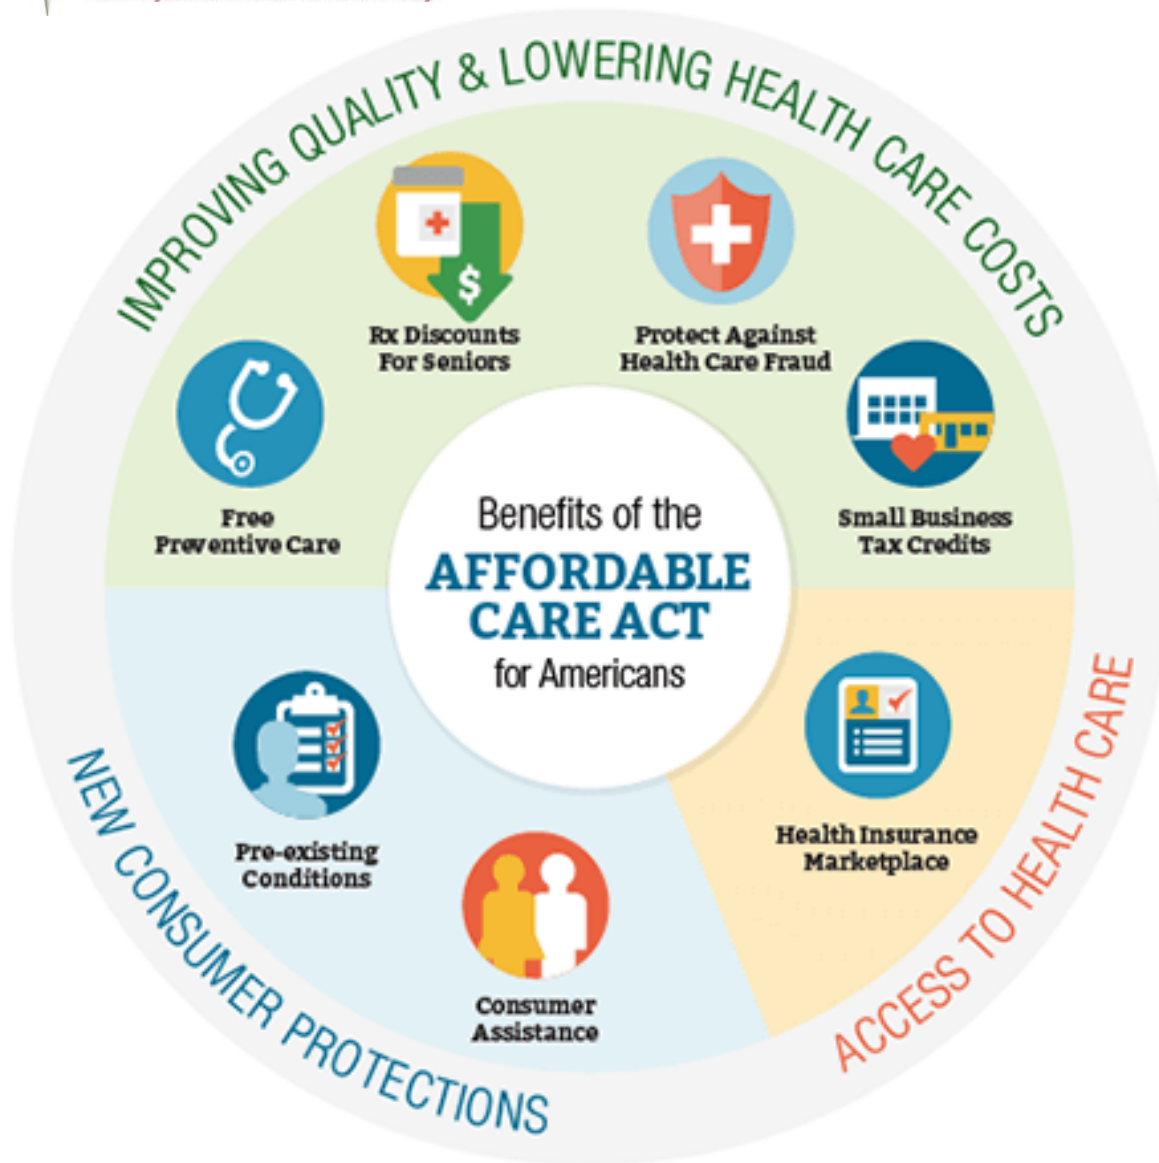 IMPROVING QUALITY & LOWERING HEALTH CARE COSTS
Rx Discounts
For Seniors
Protect Against
Health Care Fraud
Free
Preventive Care
Small Business
Tax Credits
Benefits of the
AFFORDABLE
CARE ACT
for Americans
Pre-existing
Conditions
Consumer
Assistance
Health Insurance
Marketplace
NEW CONSUMER PROTECTIONS
ACCESS TO HEALTH CARE
$